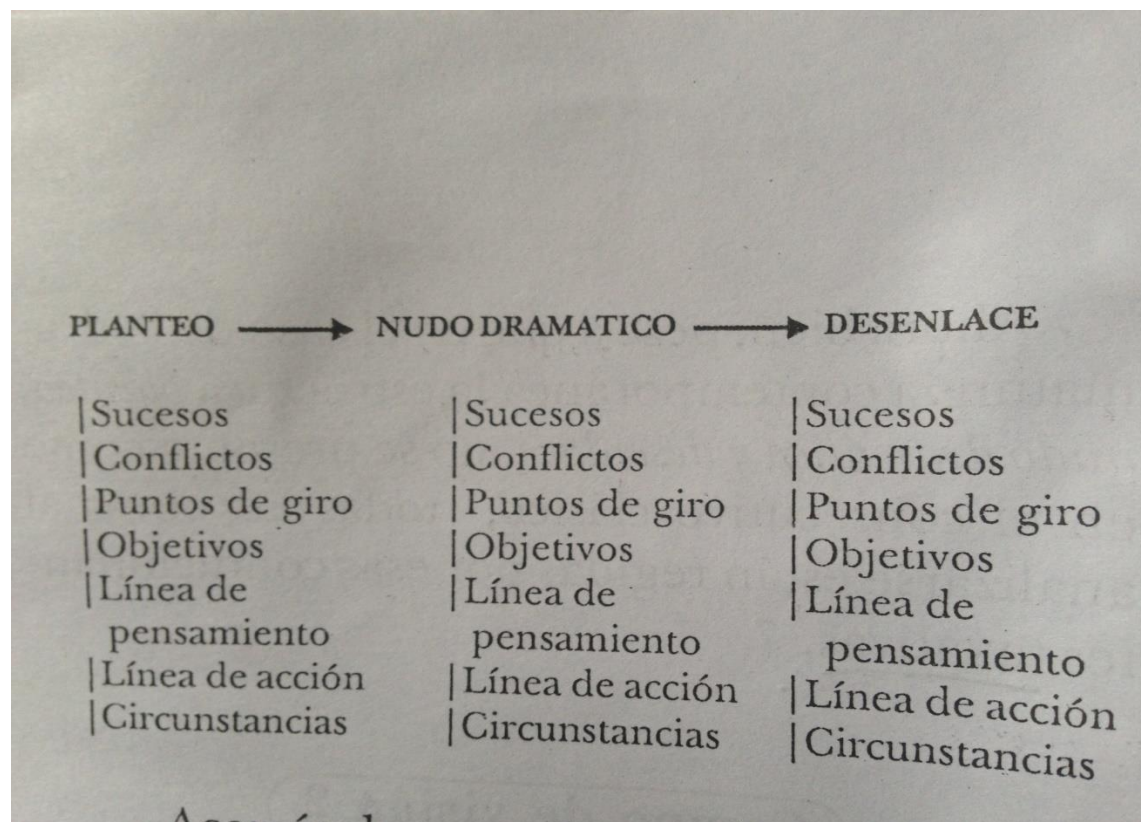 PLANTEO → NUDO DRAMATICO → DESENLACE
|Sucesos
|Conflictos
|Puntos de giro
|Objetivos
|Línea de
pensamiento
|Línea de acción
|Circunstancias
|Sucesos
|Conflictos
|Puntos de giro
|Objetivos
|Línea de
pensamiento
|Línea de acción
|Circunstancias
|Sucesos
|Conflictos
|Puntos de giro
|Objetivos
|Línea de
pensamiento
|Línea de acción
|Circunstancias